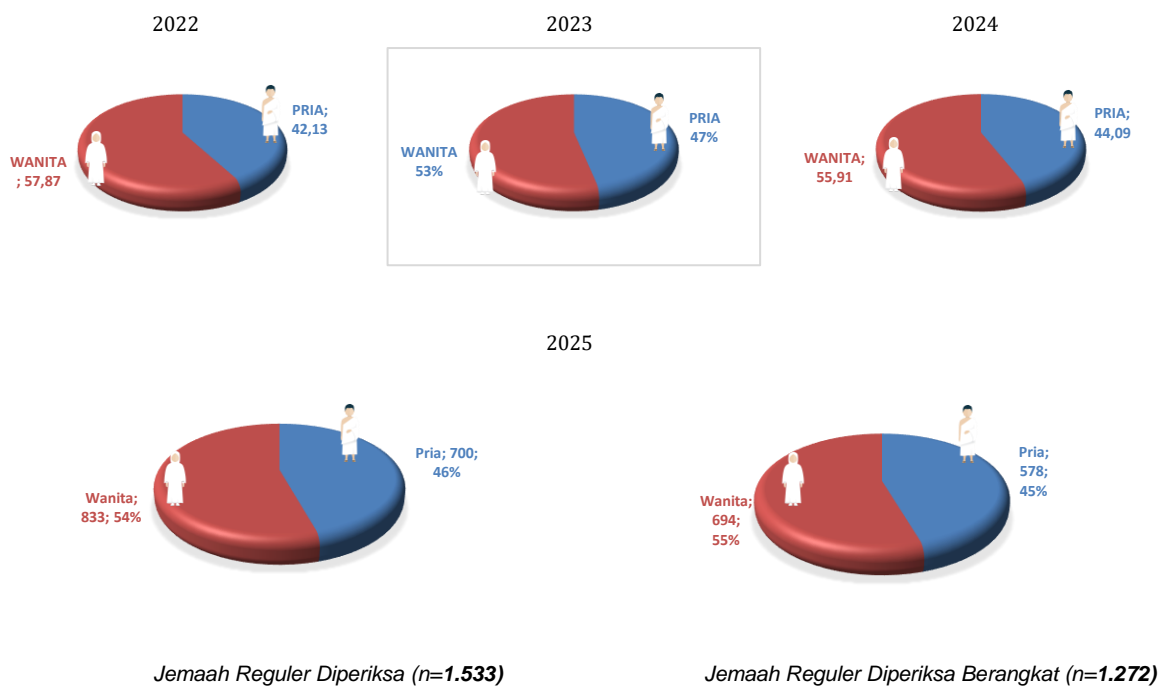 2022
2023
2024
PRIA;
42,13
WANITA
; 57,87
PRIA
47%
WANITA
53%
PRIA;
44,09
WANITA;
55,91
2025
Pria; 700;
46%
Wanita;
833; 54%
Pria;
578;
45%
Wanita;
694;
55%
Jemaah Reguler Diperiksa (n=1.533)
Jemaah Reguler Diperiksa Berangkat (n=1.272)